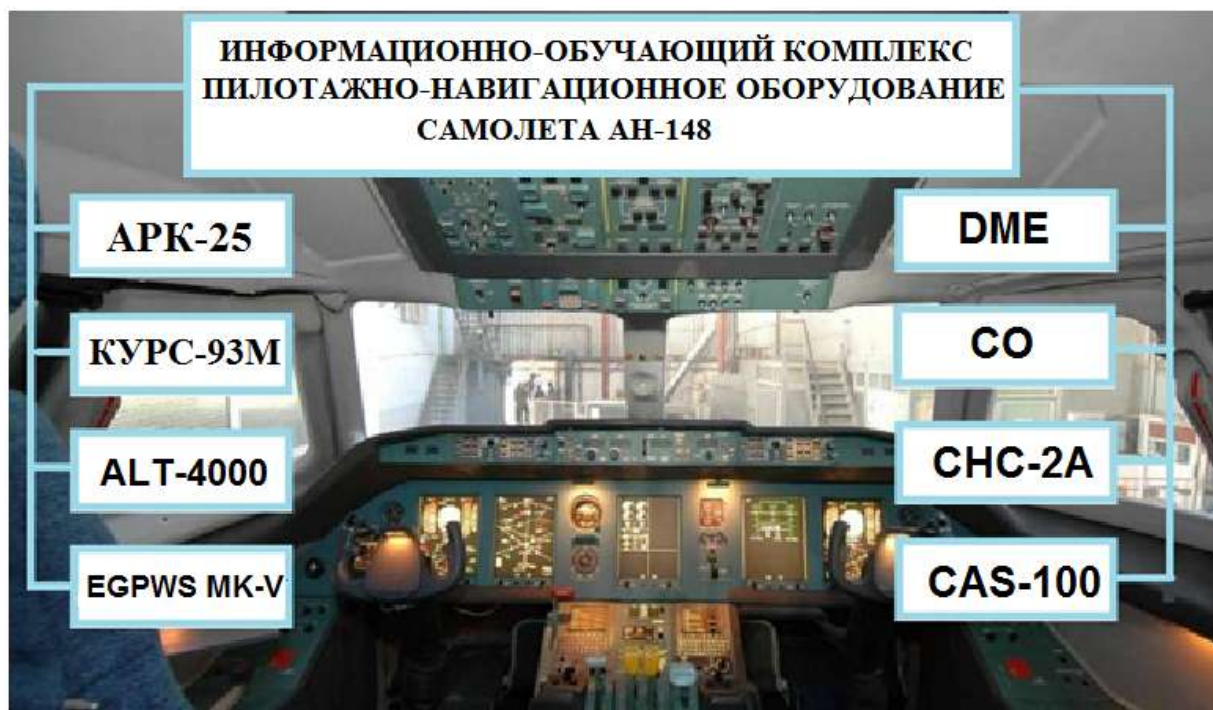 ИНФОРМАЦИОННО-ОБУЧАЮЩИЙ КОМПЛЕКС
ПИЛОТАЖНО-НАВИГАЦИОННОЕ ОБОРУДОВАНИЕ
САМОЛЕТА АН-148
АРК-25
КУРС-93М
ALT-4000
EGPWS MK-V
DME
СО
СНС-2А
CAS-100